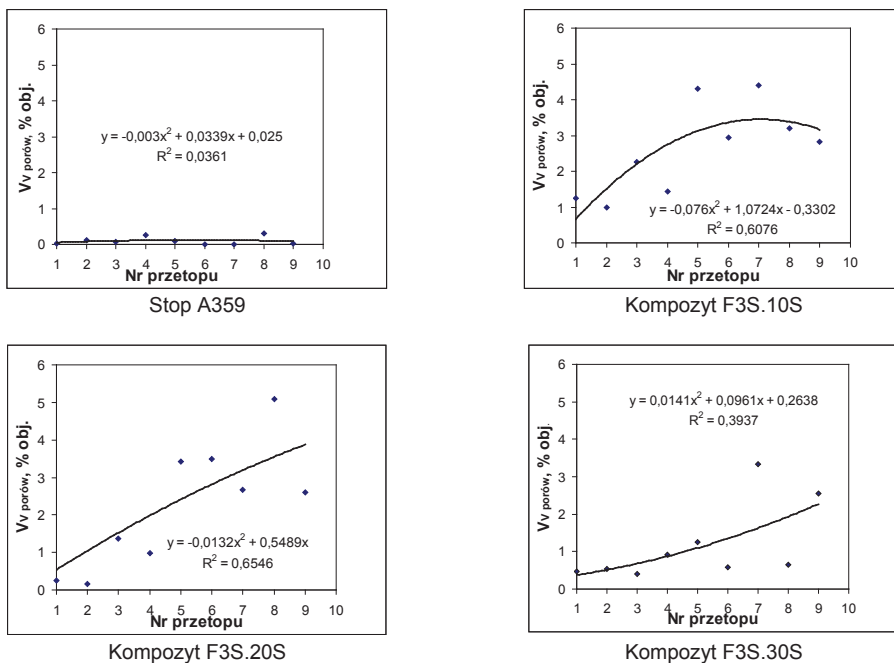 6
5
4
3
2
1
0
Vv porów, % obj.
y = -0,003x² + 0,0339x + 0,025
R² = 0,0361
1 2 3 4 5 6 7 8 9 10
Nr przetopu
Stop A359
6
5
4
3
2
1
0
Vv porów, % obj.
y = -0,076x² + 1,0724x - 0,3302
R² = 0,6076
1 2 3 4 5 6 7 8 9 10
Nr przetopu
Kompozyt F3S.10S
6
5
4
3
2
1
0
Vv porów, % obj.
y = -0,0132x² + 0,5489x
R² = 0,6546
1 2 3 4 5 6 7 8 9 10
Nr przetopu
Kompozyt F3S.20S
6
5
4
3
2
1
0
Vv porów, % obj.
y = 0,0141x² + 0,0961x + 0,2638
R² = 0,3937
1 2 3 4 5 6 7 8 9 10
Nr przetopu
Kompozyt F3S.30S